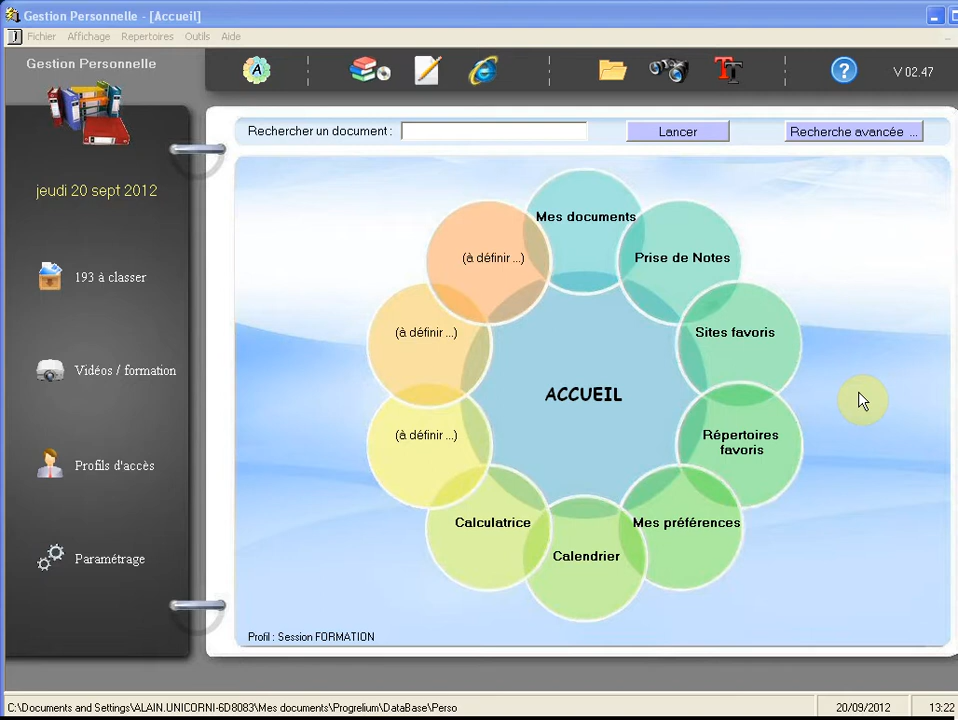 Gestion Personnelle - [Accueil]
Fichier Affichage Repertoires Outils Aide
Gestion Personnelle
A
TT
?
V 02.47
Rechercher un document :
Lancer
Recherche avancée ...
jeudi 20 sept 2012
193 à classer
Vidéos / formation
Profils d'accès
Paramétrage
Mes documents
(à définir ...)
Prise de Notes
(à définir ...)
Sites favoris
ACCUEIL
(à définir ...)
Répertoires
favoris
Calculatrice
Mes préférences
Calendrier
Profil : Session FORMATION
C:\Documents and Settings\ALAIN.UNICORNI-6D8083\Mes documents\Progrelium\DataBase\Perso
20/09/2012
13:22